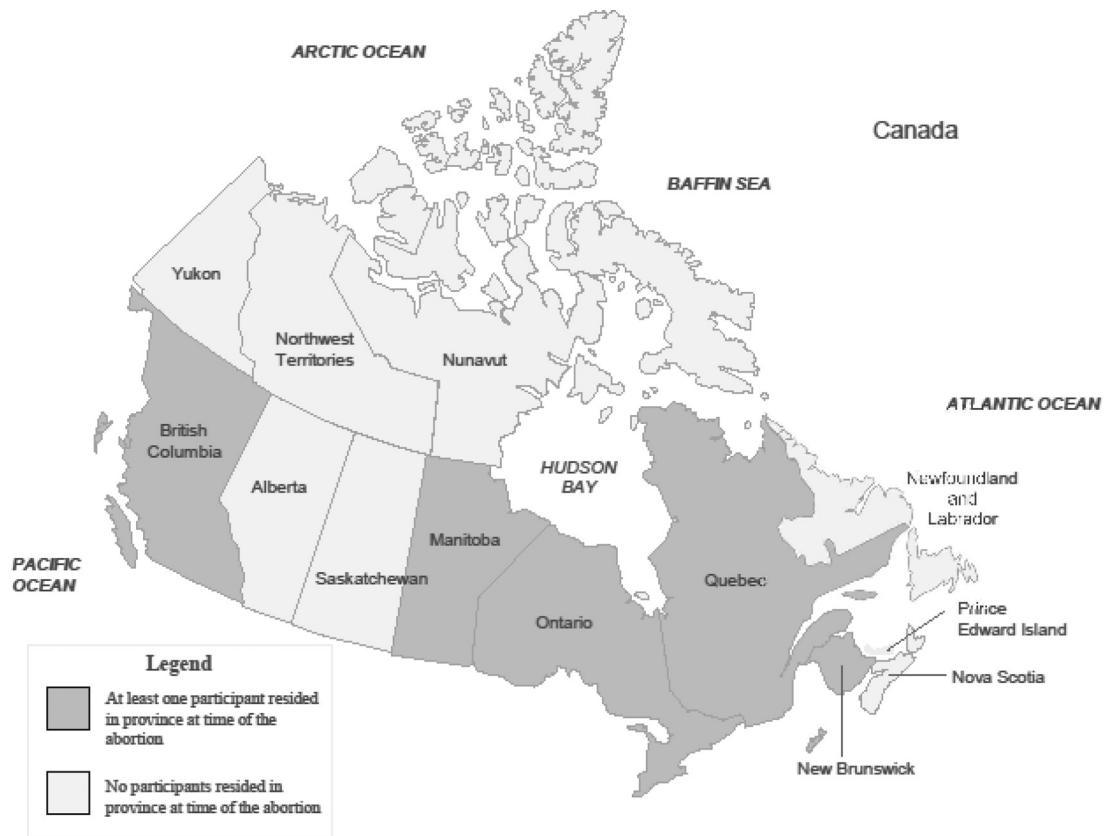 ARCTIC OCEAN
Canada
BAFFIN SEA
Yukon
Northwest
Territories
Nunavut
ATLANTIC OCEAN
British
Columbia
HUDSON
BAY
Alberta
Newfoundland
and
Labrador
Manitoba
PACIFIC
OCEAN
Saskatchewan
Quebec
Ontario
Prince
Edward Island
Nova Scotia
New Brunswick
Legend
At least one participant resided
in province at time of the
abortion
No participants resided in
province at time of the abortion